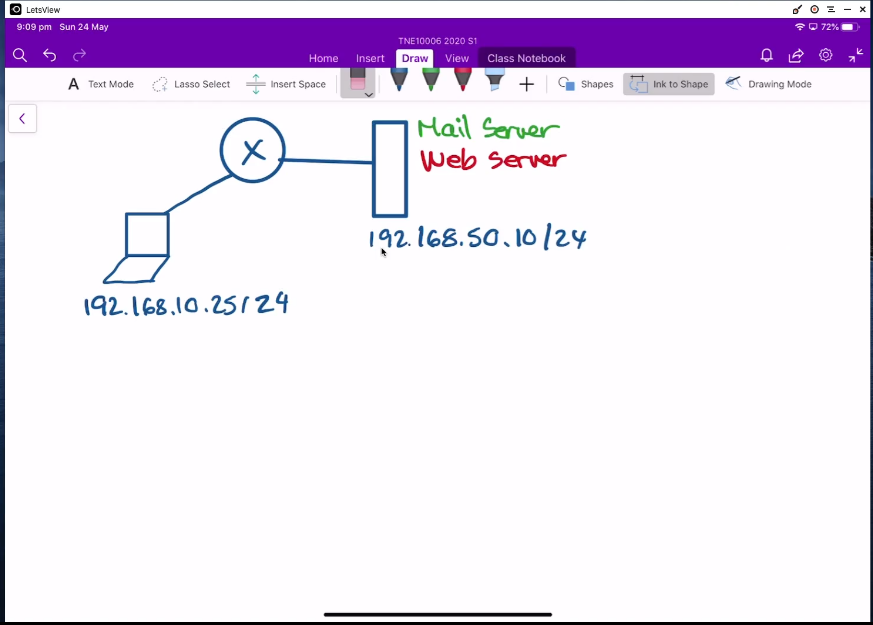 LetsView
9:09 pm Sun 24 May
72%
TNE10006 2020 S1
Home Insert Draw View Class Notebook
A Text Mode Lasso Select Insert Space Shapes Ink to Shape Drawing Mode
X
Mail Server
Web Server
192.168.50.10/24
192.168.10.25/24